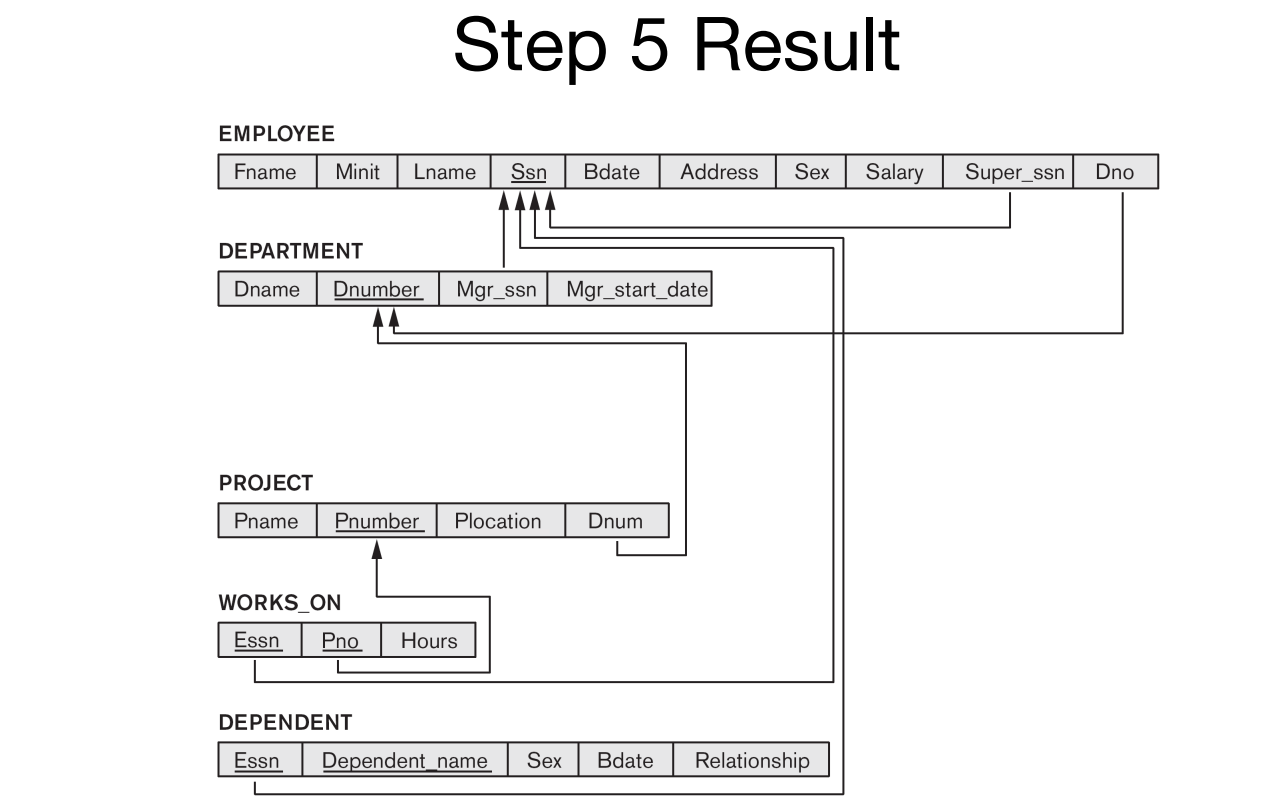 Step 5 Result
EMPLOYEE
Fname Minit Lname Ssn Bdate Address Sex Salary Super_ssn Dno
DEPARTMENT
Dname Dnumber Mgr_ssn Mgr_start_date
PROJECT
Pname Pnumber Plocation Dnum
WORKS_ON
Essn Pno Hours
DEPENDENT
Essn Dependent_name Sex Bdate Relationship